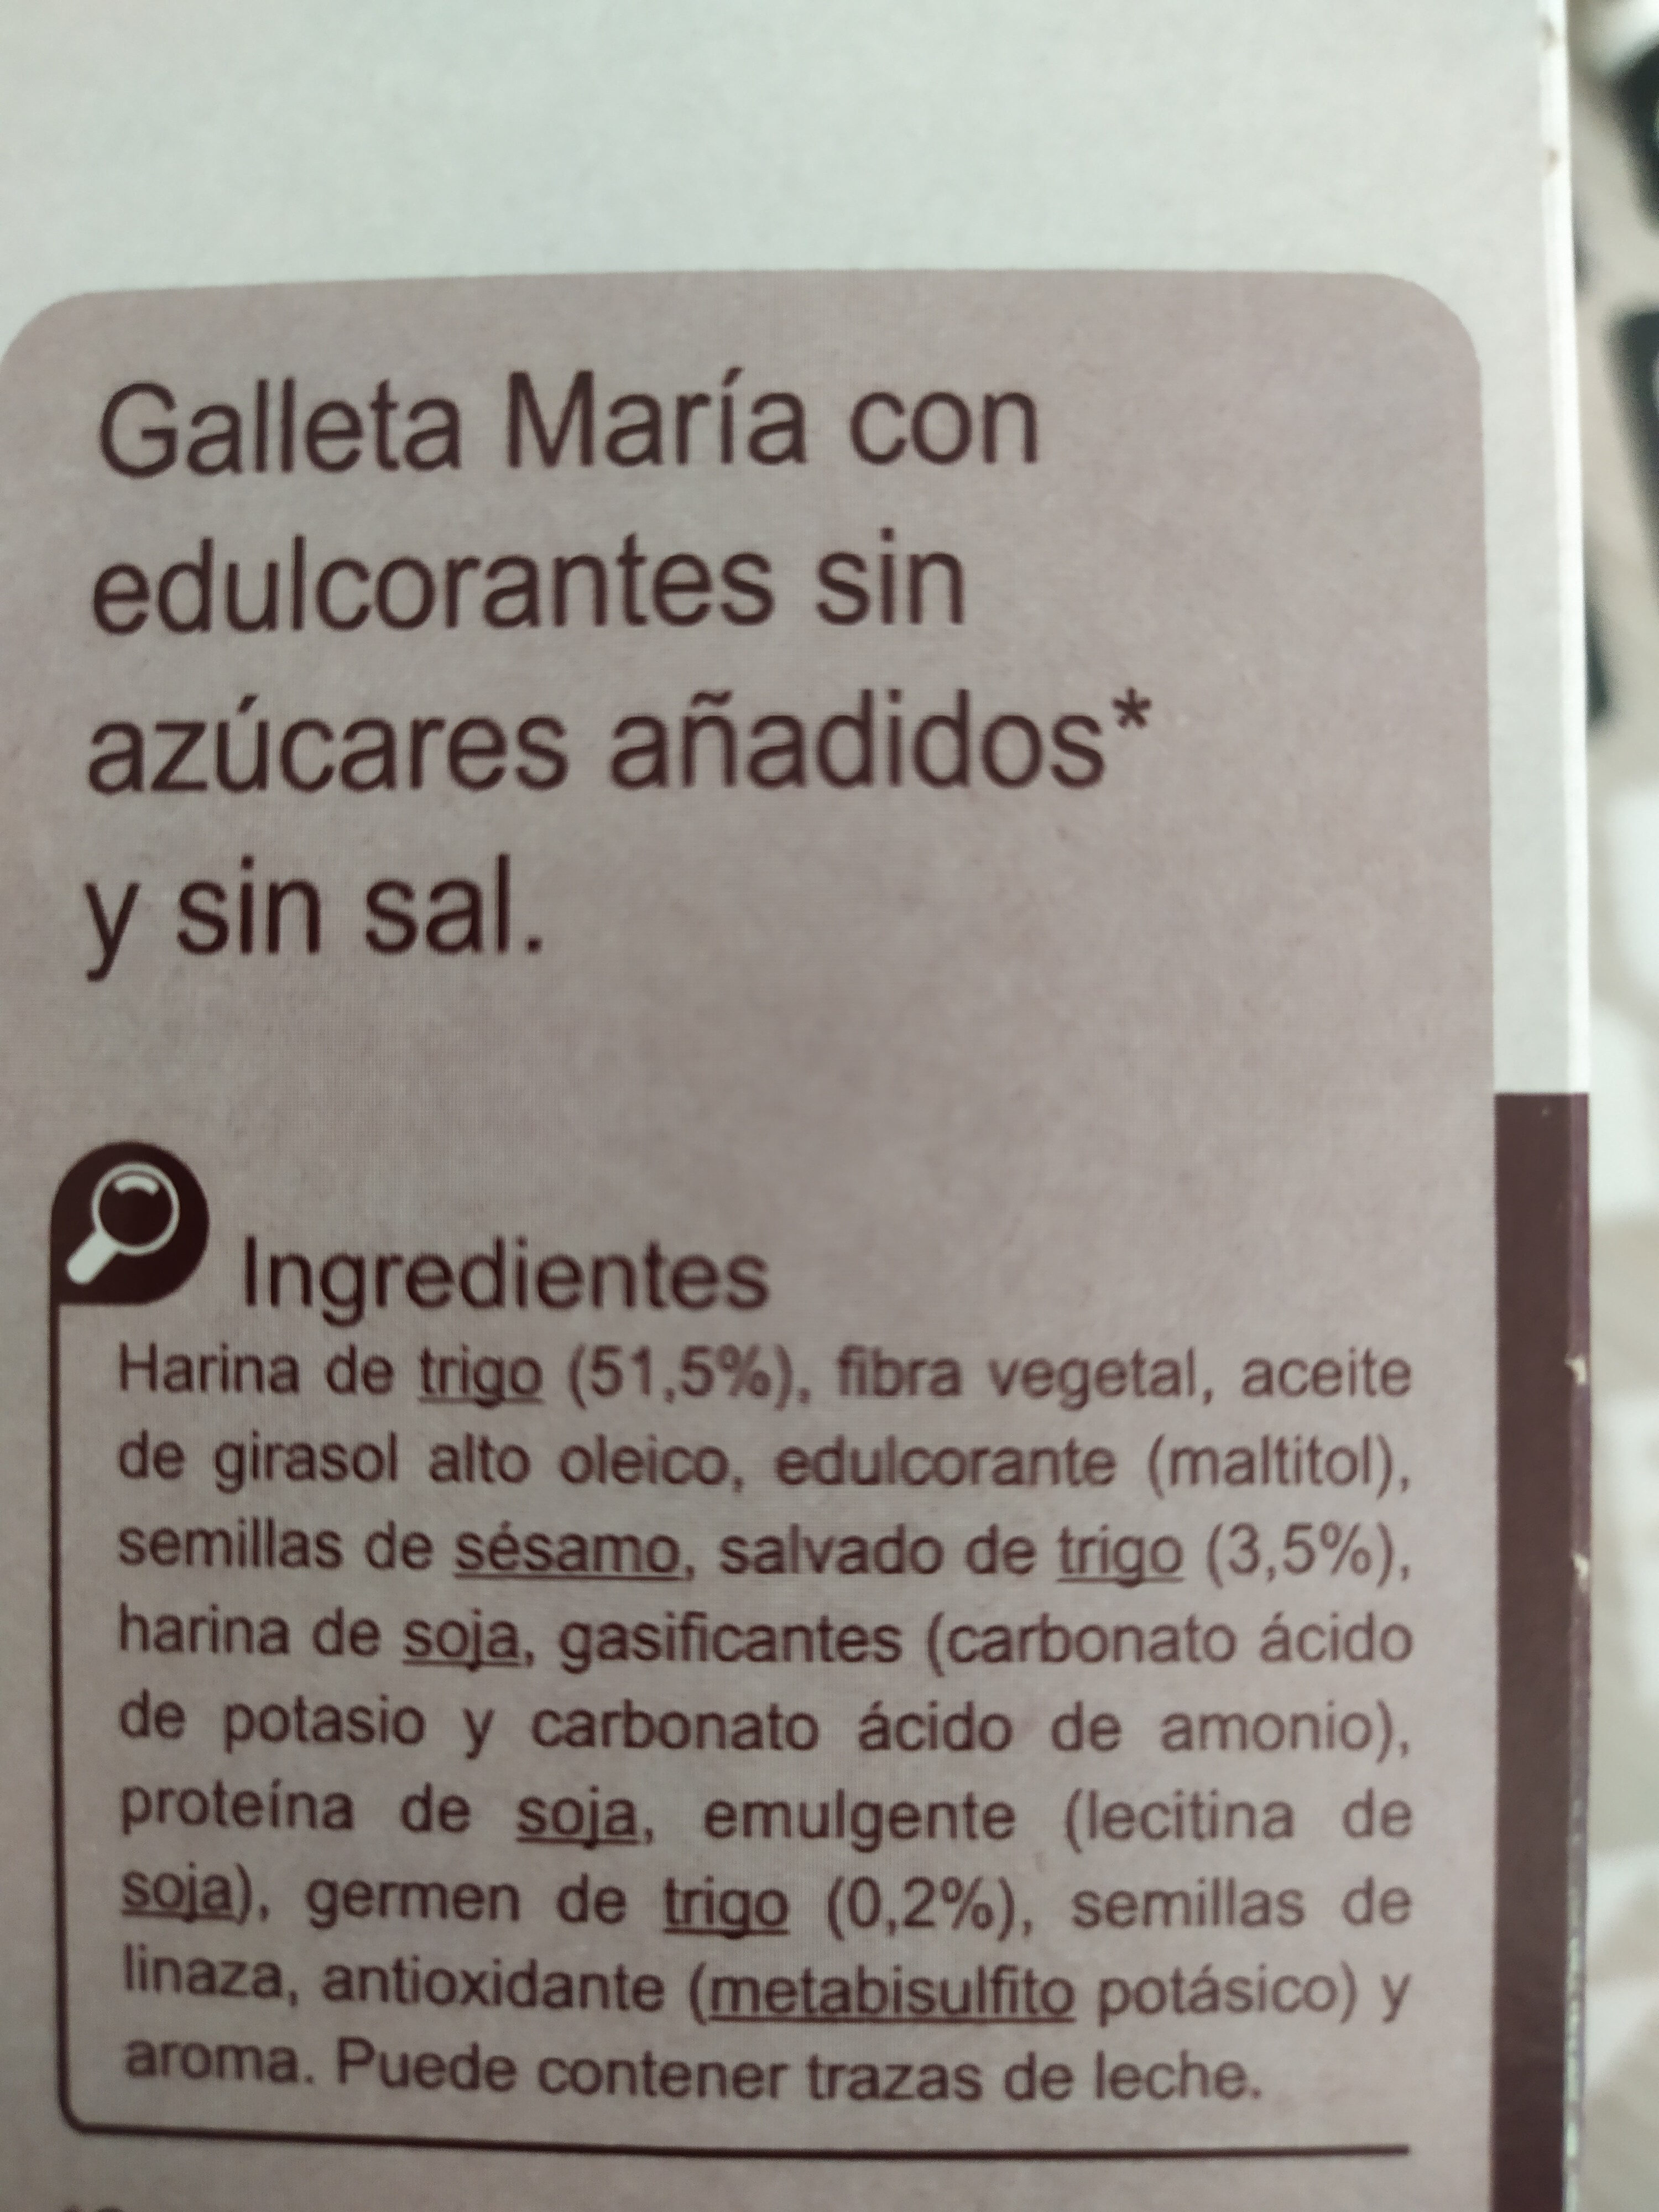 Galleta María con
edulcorantes sin
azúcares añadidos*
y sin sal.
Ingredientes
Harina de trigo (51,5%), fibra vegetal, aceite
de girasol alto oleico, edulcorante (maltitol),
semillas de sésamo, salvado de trigo (3,5%),
harina de soja, gasificantes (carbonato ácido
de potasio y carbonato ácido de amonio),
proteína de soja, emulgente (lecitina de
soja), germen de trigo (0,2%), semillas de
linaza, antioxidante (metabisulfito potásico) y
aroma. Puede contener trazas de leche.